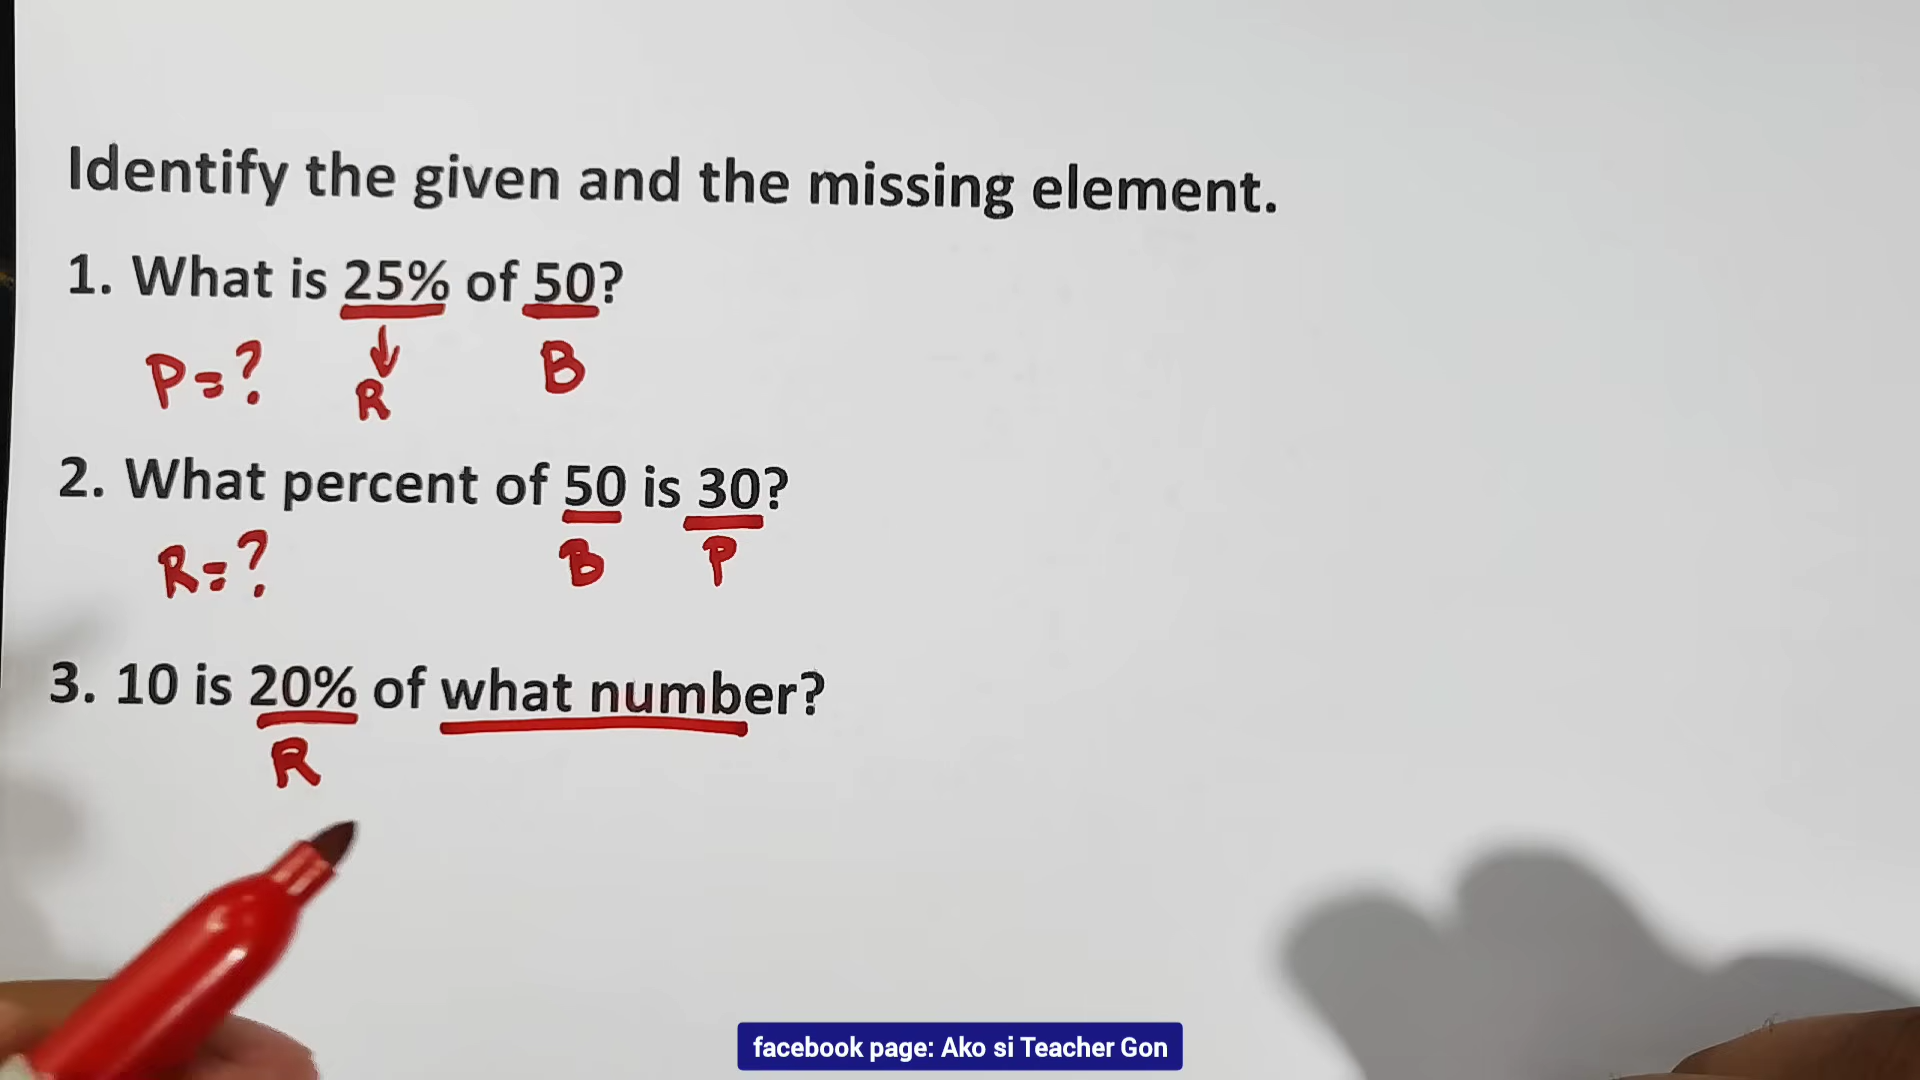 Identify the given and the missing element.
1. What is 25% of 50?
P=? R B
2. What percent of 50 is 30?
R=? B P
3. 10 is 20% of what number?
R
facebook page: Ako si Teacher Gon